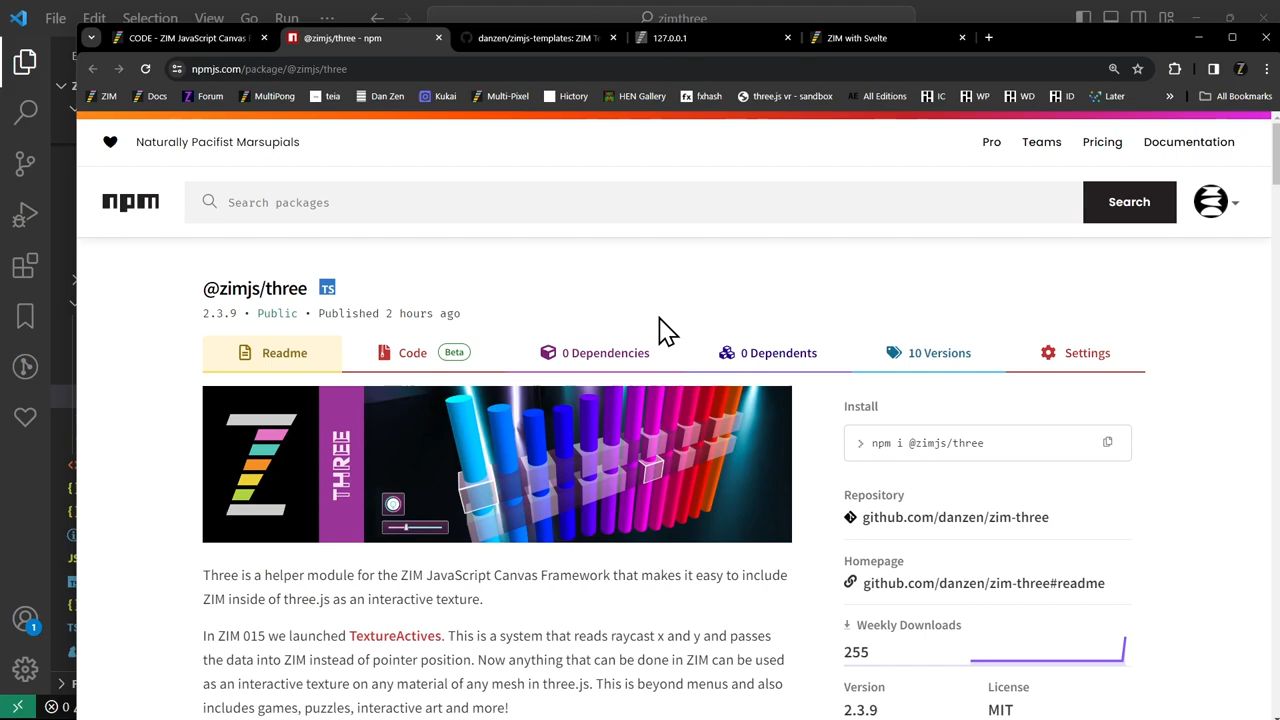 File
Edit
Se
zimthree
CODE - ZIM JavaScript Canvas
@zimjs/three - npm
danzen/zimjs-templates: ZIM Te
127.0.0.1
ZIM with Svelte
npmjs.com/package/@zimjs/three
ZIM
Docs
Forum
MultiPong
teia
Dan Zen
Kukai
Multi-Pixel
Hictory
HEN Gallery
fx fxhash
three.js vr - sandbox
AE All Editions
IC
WP
WD
ID
Later
»
All Bookmarks
Naturally Pacifist Marsupials
Pro
Teams
Pricing
Documentation
npm
Search packages
Search
@zimjs/three TS
2.3.9 • Public • Published 2 hours ago
Readme
Code Beta
0 Dependencies
0 Dependents
10 Versions
Settings
THREE
Install
> npm i @zimjs/three
Repository
github.com/danzen/zim-three
Homepage
github.com/danzen/zim-three#readme
Weekly Downloads
255
Version
License
2.3.9
MIT
Three is a helper module for the ZIM JavaScript Canvas Framework that makes it easy to include
ZIM inside of three.js as an interactive texture.
In ZIM 015 we launched TextureActives. This is a system that reads raycast x and y and passes
the data into ZIM instead of pointer position. Now anything that can be done in ZIM can be used
as an interactive texture on any material of any mesh in three.js. This is beyond menus and also
includes games, puzzles, interactive art and more!
1
0